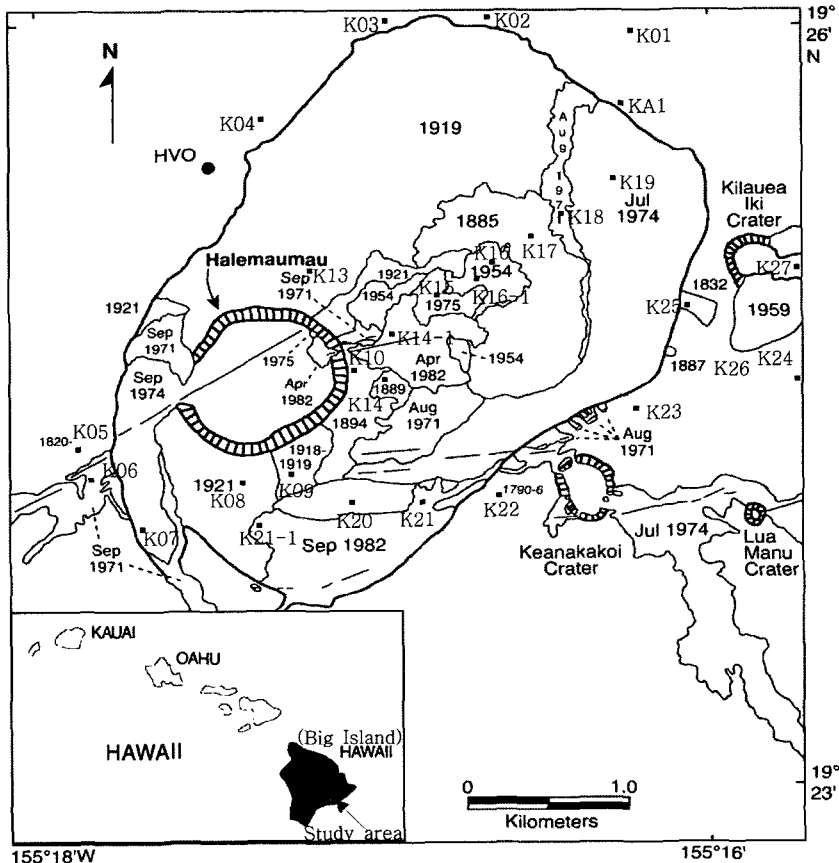 19°
26'
N
K03
K02
K01
N
KA1
K04
HVO
1919
Aug 197
K19
Jul
1974
Kilauea
Iki
Crater
1885
K18
K17
K27
Halemaumau
Sep
1971
K13
1921
K16
1954
1954
K15
1975
K16-1
1832
K25
1959
1921
Sep
1971
K14-1
1975
K10
Apr
1982
1954
1887
K26
K24
Sep
1974
Apr
1982
K14
1889
1894
Aug
1971
K23
Aug
1971
1820-
K05
1918-
1919
K06
1921
K08
K09
K20
K21
1790-6
K22
K07
K21-1
Sep 1982
Sep
1971
Keanakakoi
Crater
Jul 1974
Lua
Manu
Crater
KAUAI
OAHU
HAWAII
(Big Island)
HAWAII
Study area
0
1.0
Kilometers
19°
23'
155°18'W
155°16'